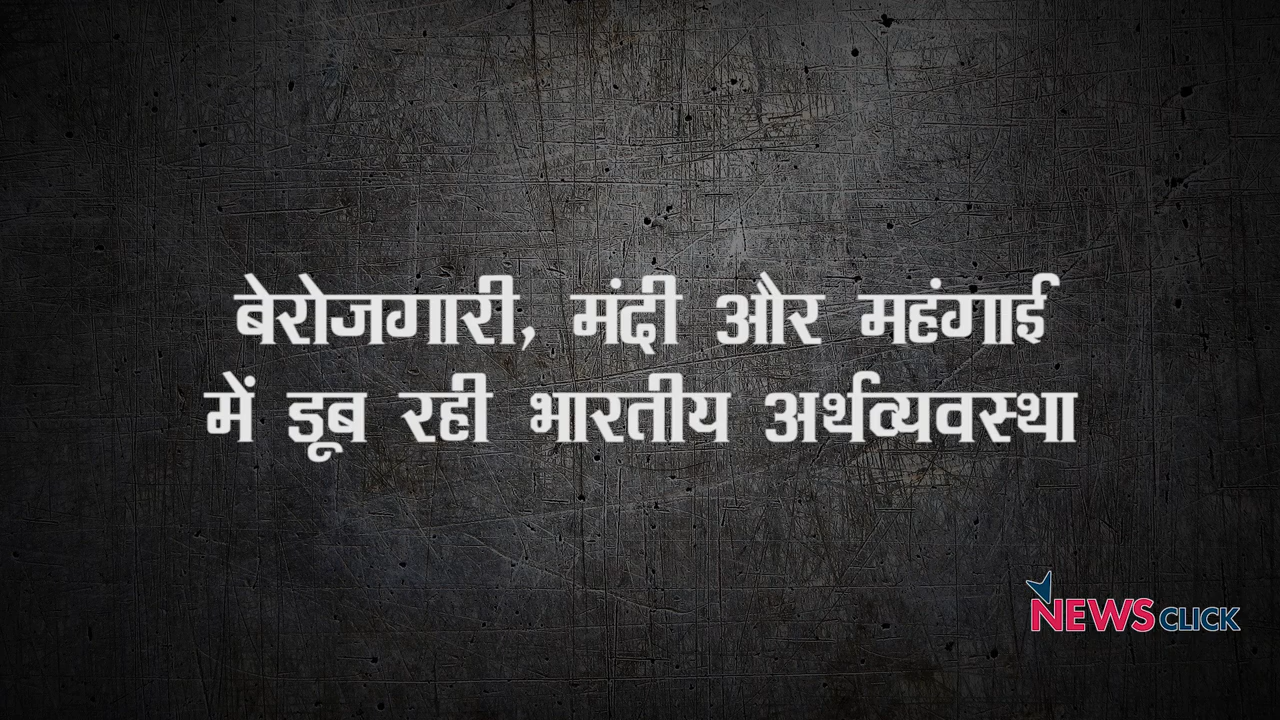 बेरोजगारी, मंदी और महंगाई
में डूब रही भारतीय अर्थव्यवस्था
NEWSCLICK